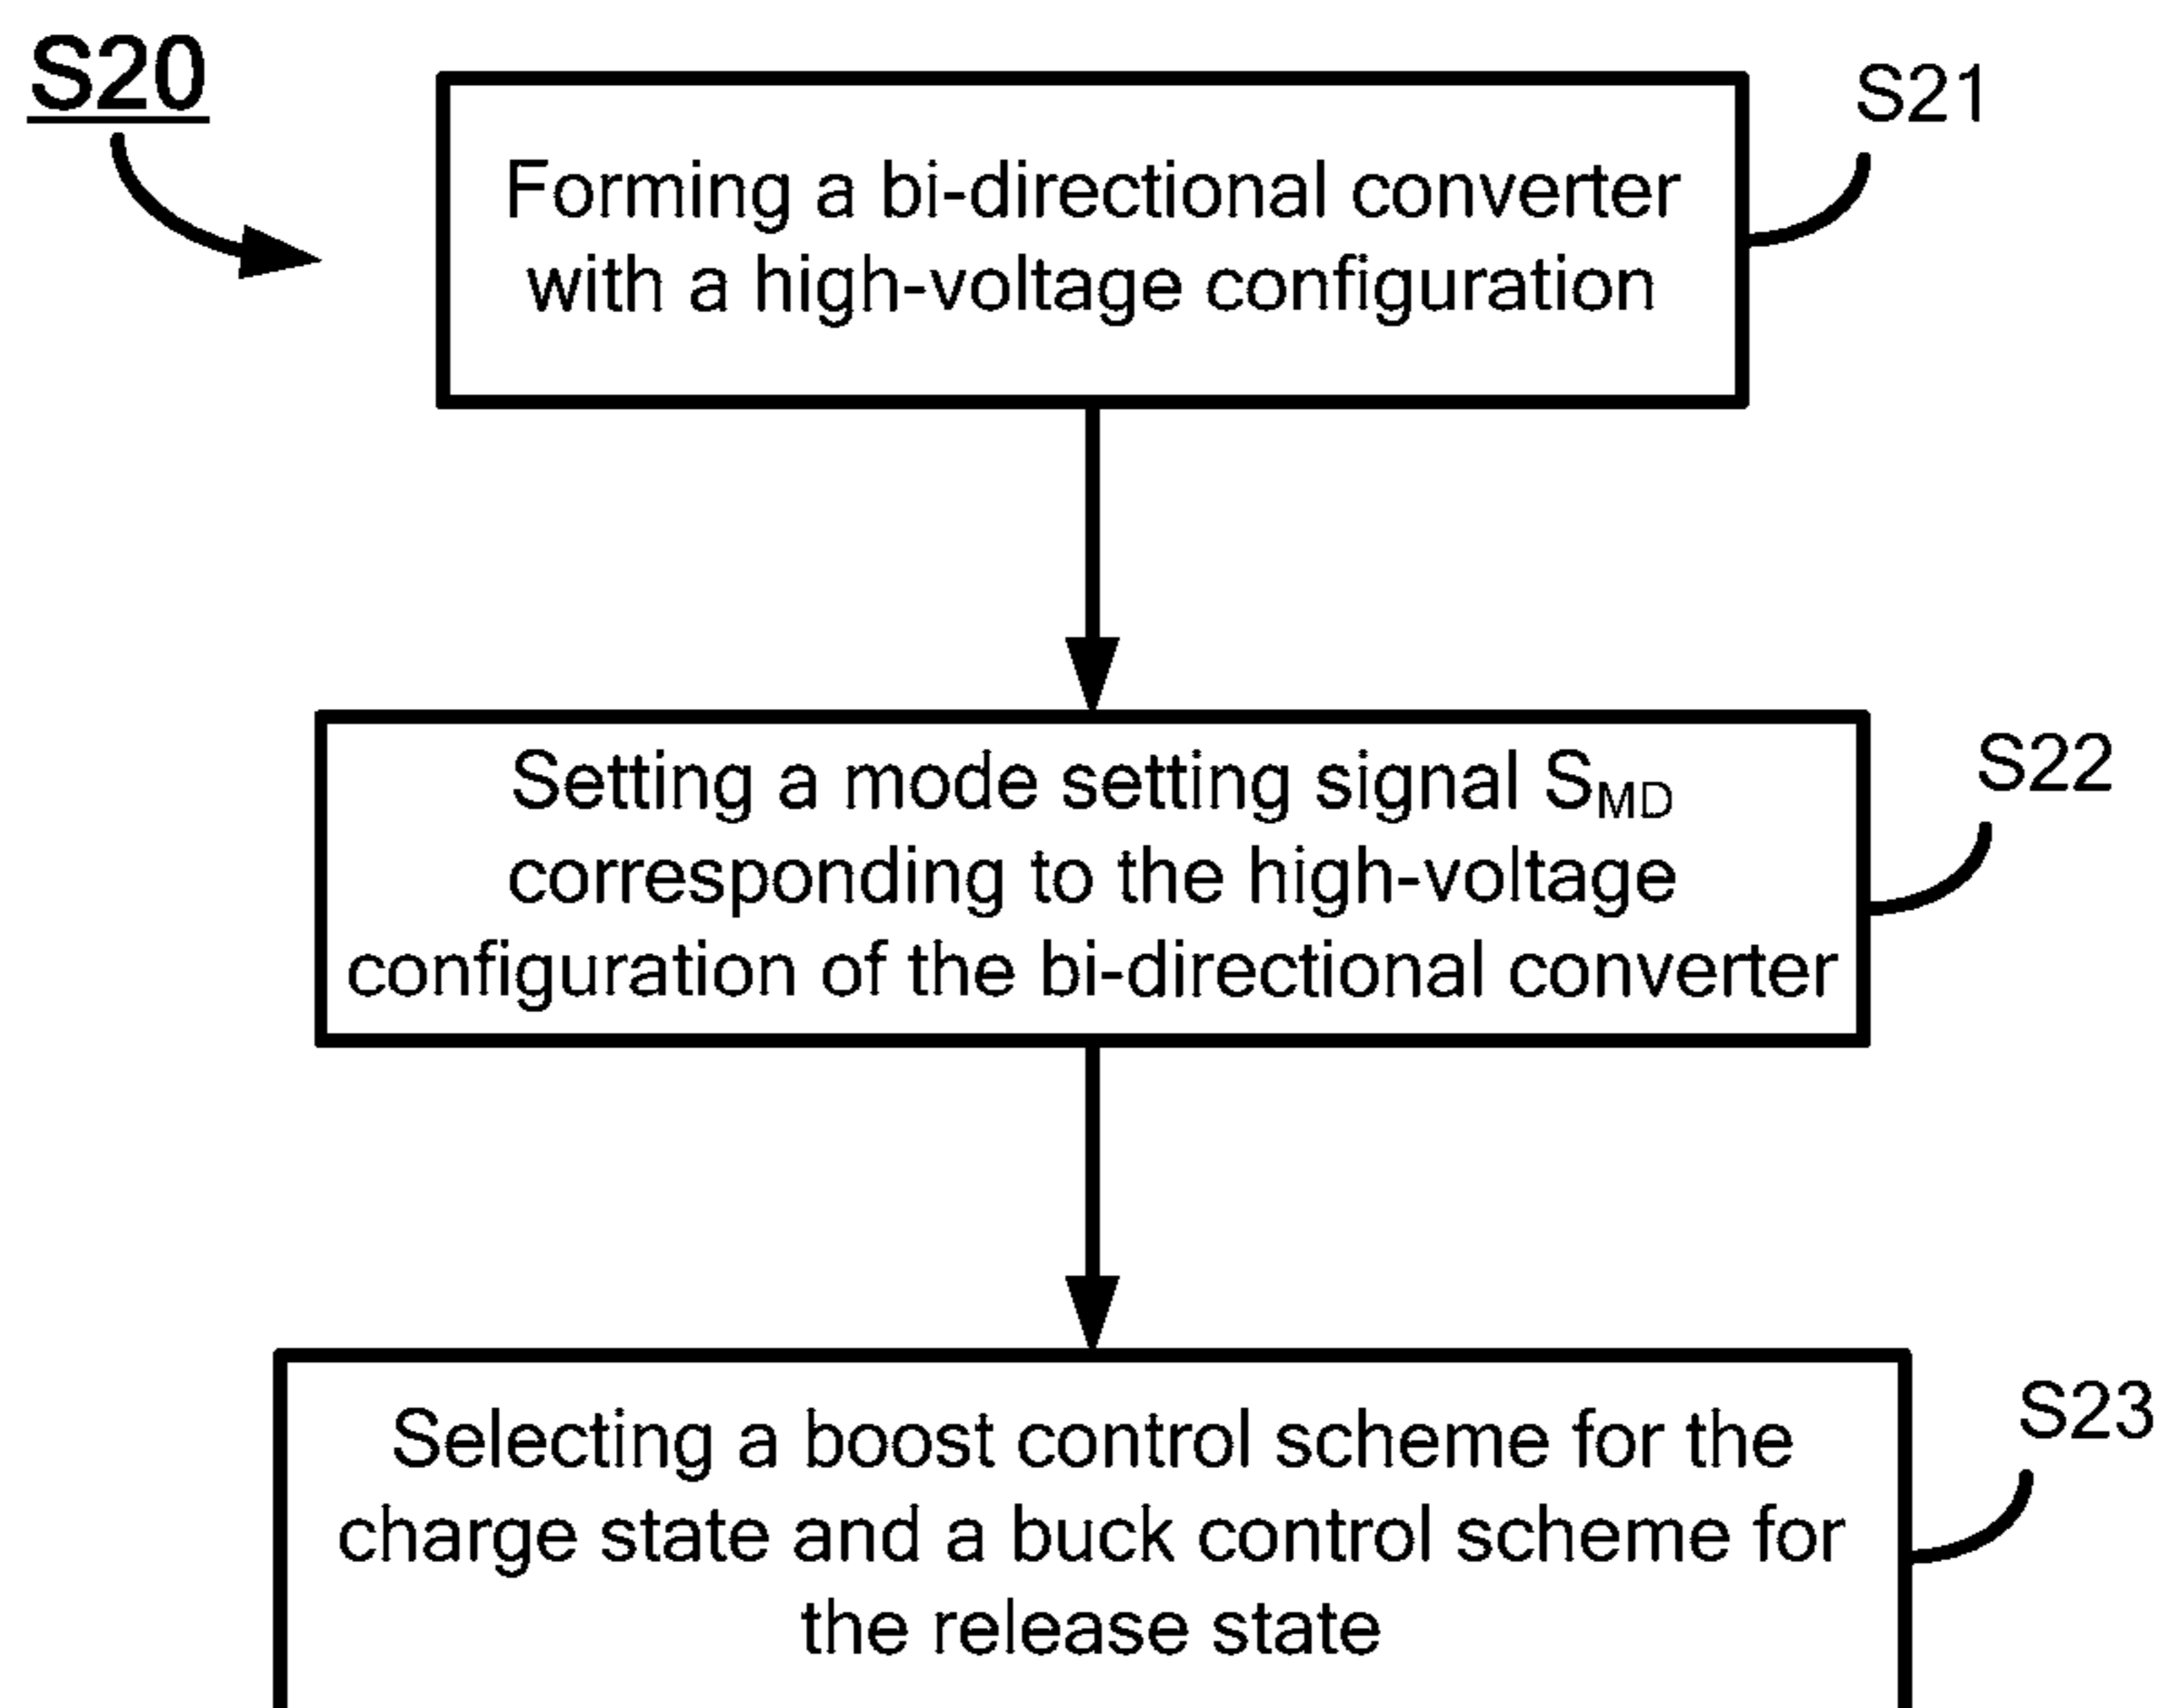 S20
S21
Forming a bi-directional converter
with a high-voltage configuration
S22
Setting a mode setting signal SMD
corresponding to the high-voltage
configuration of the bi-directional converter
S23
Selecting a boost control scheme for the
charge state and a buck control scheme for
the release state